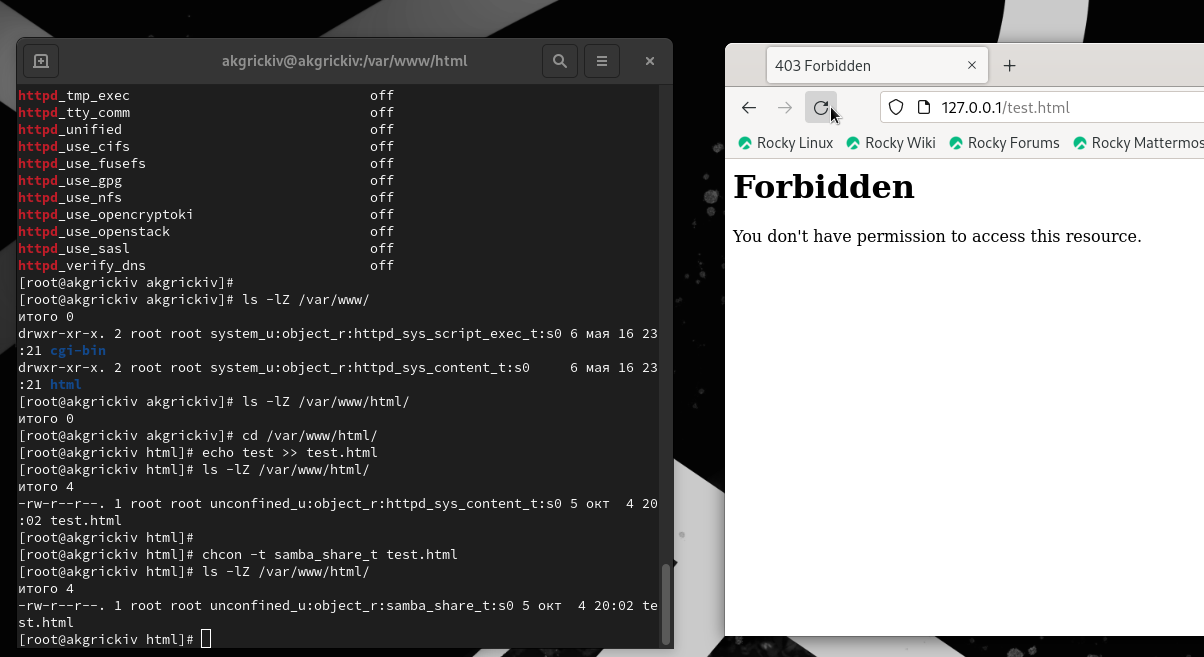 akgrickiv@akgrickiv:/var/www/html
httpd_tmp_exec                              off
httpd_tty_comm                              off
httpd_unified                               off
httpd_use_cifs                              off
httpd_use_fusefs                            off
httpd_use_gpg                               off
httpd_use_nfs                               off
httpd_use_opencryptoki                      off
httpd_use_openstack                         off
httpd_use_sasl                              off
httpd_verify_dns                            off
[root@akgrickiv akgrickiv]#
[root@akgrickiv akgrickiv]# ls -lZ /var/www/
итого 0
drwxr-xr-x. 2 root root system_u:object_r:httpd_sys_script_exec_t:s0 6 мая 16 23
:21 cgi-bin
drwxr-xr-x. 2 root root system_u:object_r:httpd_sys_content_t:s0     6 мая 16 23
:21 html
[root@akgrickiv akgrickiv]# ls -lZ /var/www/html/
итого 0
[root@akgrickiv akgrickiv]# cd /var/www/html/
[root@akgrickiv html]# echo test >> test.html
[root@akgrickiv html]# ls -lZ /var/www/html/
итого 4
-rw-r--r--. 1 root root unconfined_u:object_r:httpd_sys_content_t:s0 5 окт  4 20
:02 test.html
[root@akgrickiv html]#
[root@akgrickiv html]# chcon -t samba_share_t test.html
[root@akgrickiv html]# ls -lZ /var/www/html/
итого 4
-rw-r--r--. 1 root root unconfined_u:object_r:samba_share_t:s0 5 окт  4 20:02 te
st.html
[root@akgrickiv html]#
403 Forbidden
127.0.0.1/test.html
Rocky Linux Rocky Wiki Rocky Forums Rocky Mattermos
Forbidden
You don't have permission to access this resource.